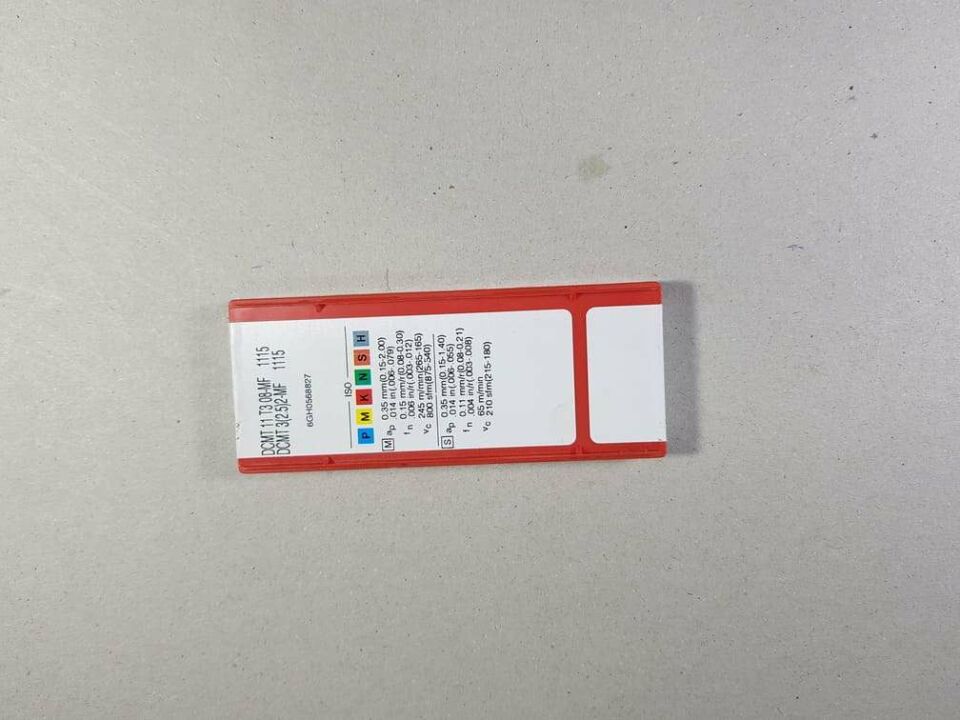 DCMT 11 T3 08-MF 1115
DCMT 3(2.5)2-MF 1115
6GH0568827
ISO
P M K N S H
M ap 0.35 mm(0.15-2.00)
.014 in(.006-.079)
fn 0.15 mm/r(0.08-0.30)
.006 in/r(.003-.012)
vc 245 m/min(265-165)
800 sfm(875-540)
S ap 0.35 mm(0.15-1.40)
.014 in(.006-.055)
fn 0.11 mm/r(0.08-0.21)
.004 in/r(.003-.008)
vc 65 m/min
210 sfm(215-180)